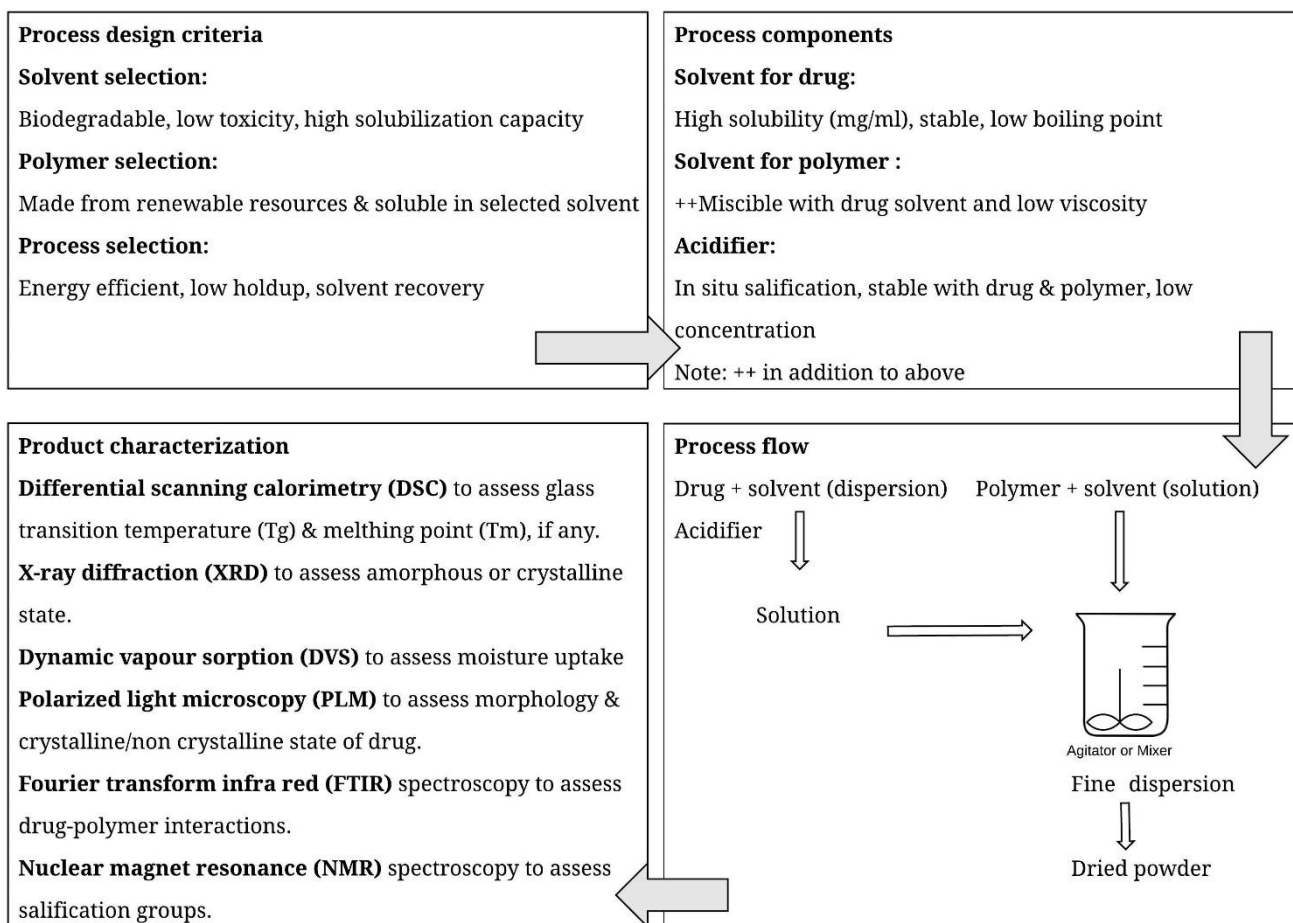 Process design criteria
Solvent selection:
Biodegradable, low toxicity, high solubilization capacity
Polymer selection:
Made from renewable resources & soluble in selected solvent
Process selection:
Energy efficient, low holdup, solvent recovery
Process components
Solvent for drug:
High solubility (mg/ml), stable, low boiling point
Solvent for polymer :
++Miscible with drug solvent and low viscosity
Acidifier:
In situ salification, stable with drug & polymer, low
concentration
Note: ++ in addition to above
Product characterization
Differential scanning calorimetry (DSC) to assess glass
transition temperature (Tg) & melthing point (Tm), if any.
X-ray diffraction (XRD) to assess amorphous or crystalline
state.
Dynamic vapour sorption (DVS) to assess moisture uptake
Polarized light microscopy (PLM) to assess morphology &
crystalline/non crystalline state of drug.
Fourier transform infra red (FTIR) spectroscopy to assess
drug-polymer interactions.
Nuclear magnet resonance (NMR) spectroscopy to assess
salification groups.
Process flow
Drug + solvent (dispersion) Polymer + solvent (solution)
Acidifier
Solution
Agitator or Mixer
Fine dispersion
Dried powder